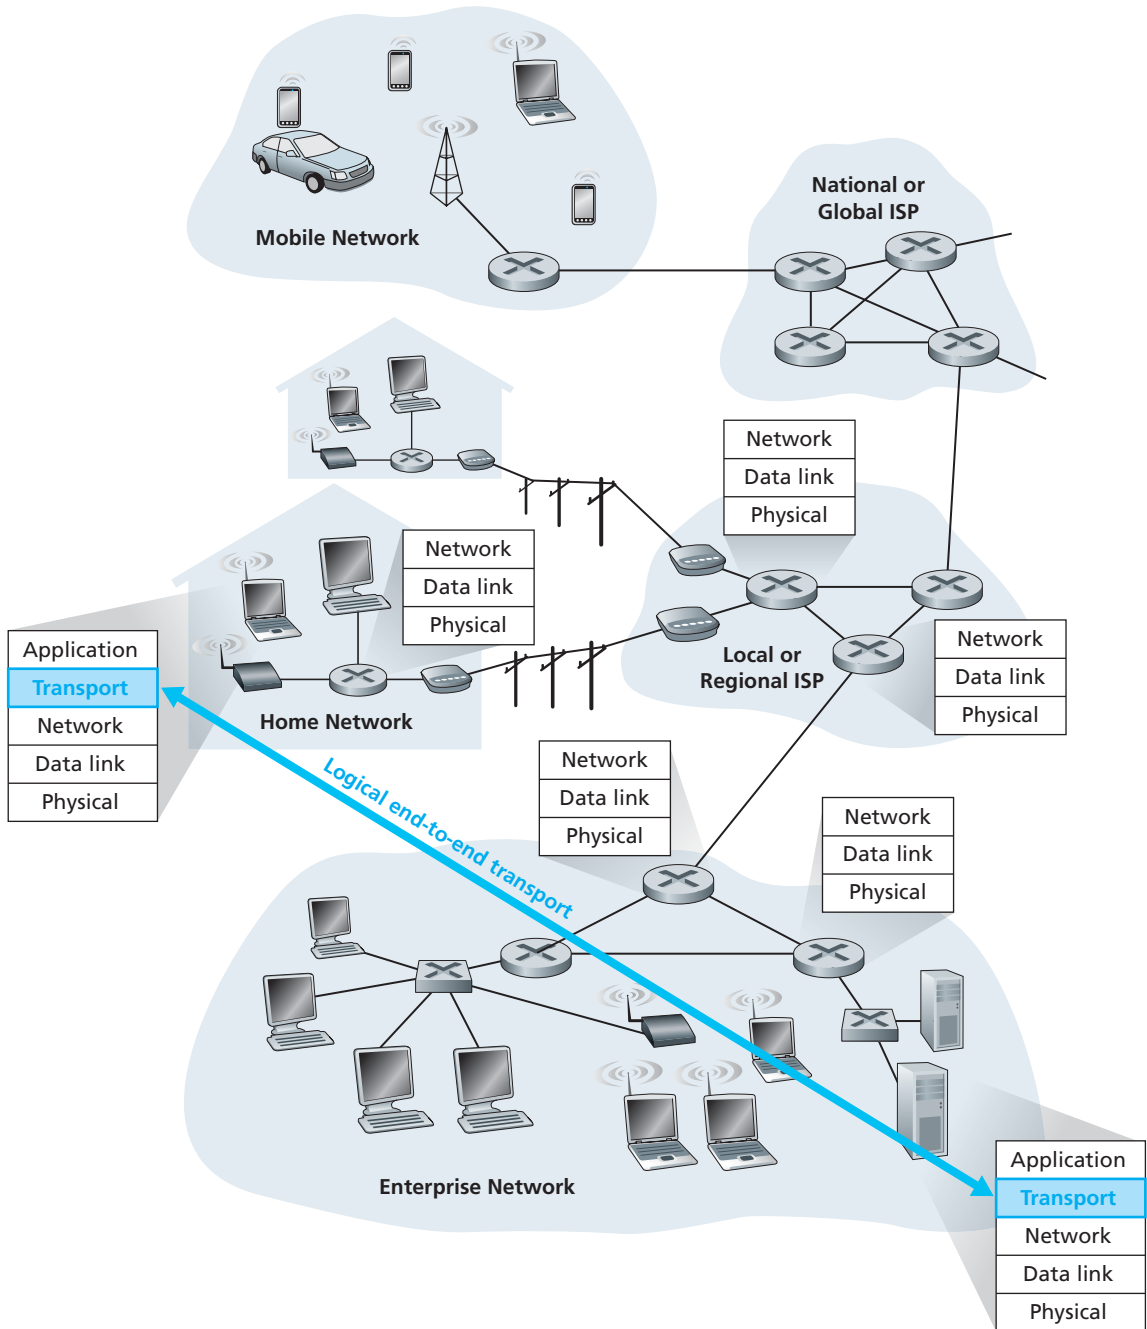 National or
Global ISP
Mobile Network
Network
Data link
Physical
Network
Data link
Physical
Application
Transport
Network
Data link
Physical
Home Network
Local or
Regional ISP
Network
Data link
Physical
Network
Data link
Physical
Logical end-to-end transport
Network
Data link
Physical
Enterprise Network
Application
Transport
Network
Data link
Physical